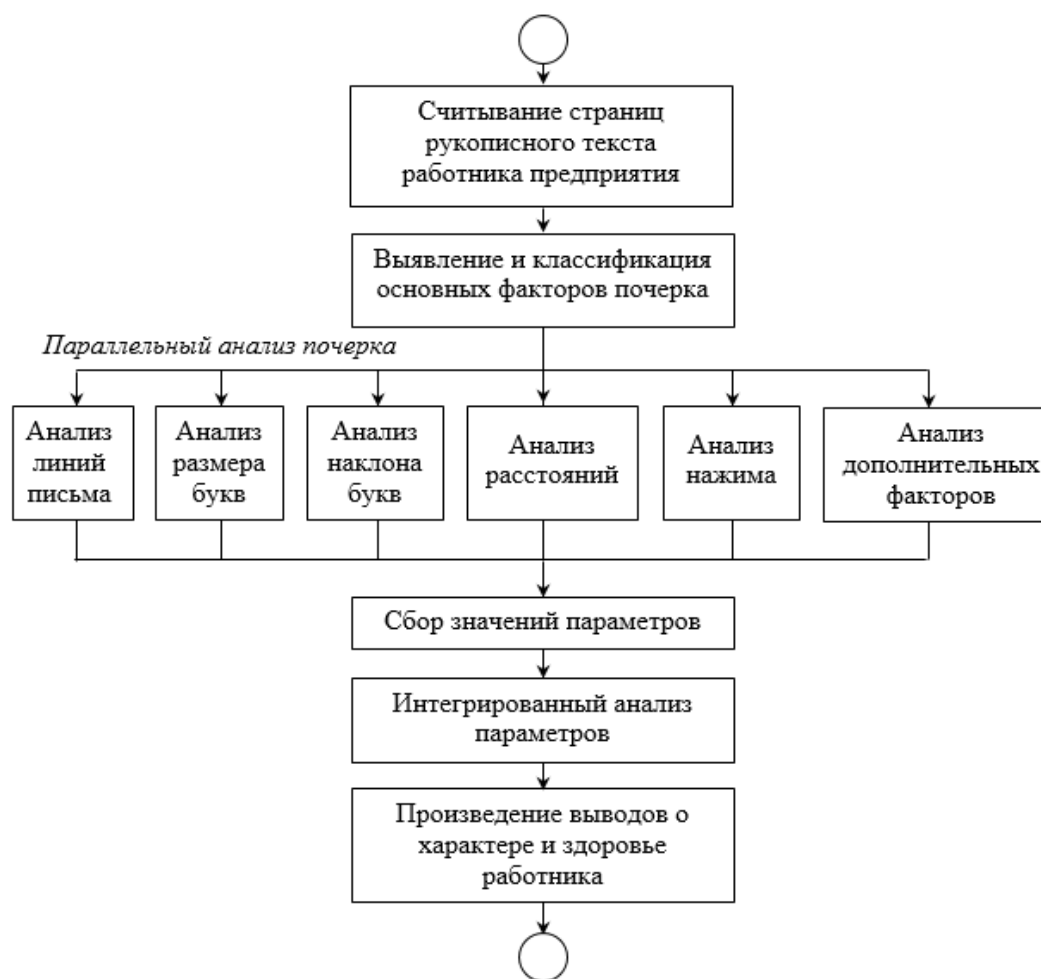 Считывание страниц
рукописного текста
работника предприятия
Выявление и классификация
основных факторов почерка
Параллельный анализ почерка
Анализ
линий
письма
Анализ
размера
букв
Анализ
наклона
букв
Анализ
расстояний
Анализ
нажима
Анализ
дополнительных
факторов
Сбор значений параметров
Интегрированный анализ
параметров
Произведение выводов о
характере и здоровье
работника